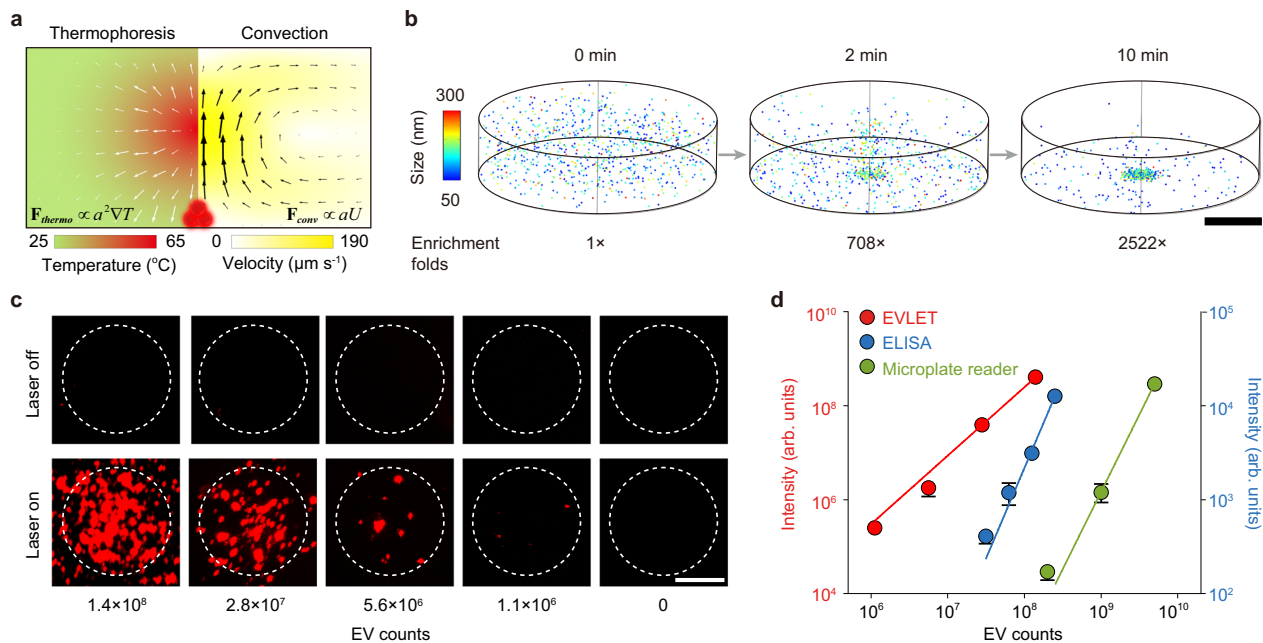 a
Thermophoresis Convection
F_thermo ∝ a²∇T
F_conv ∝ aU
25 65 0 190
Temperature (°C) Velocity (µm s⁻¹)
b
0 min 2 min 10 min
300
Size (nm)
50
Enrichment
folds
1× 708× 2522×
c
Laser off
Laser on
1.4×10⁸ 2.8×10⁷ 5.6×10⁶ 1.1×10⁶ 0
EV counts
d
EVLET
ELISA
Microplate reader
Intensity (arb. units)
10¹⁰
10⁸
10⁶
10⁴
10⁵
10⁴
10³
10²
Intensity (arb. units)
10⁶ 10⁷ 10⁸ 10⁹ 10¹⁰
EV counts